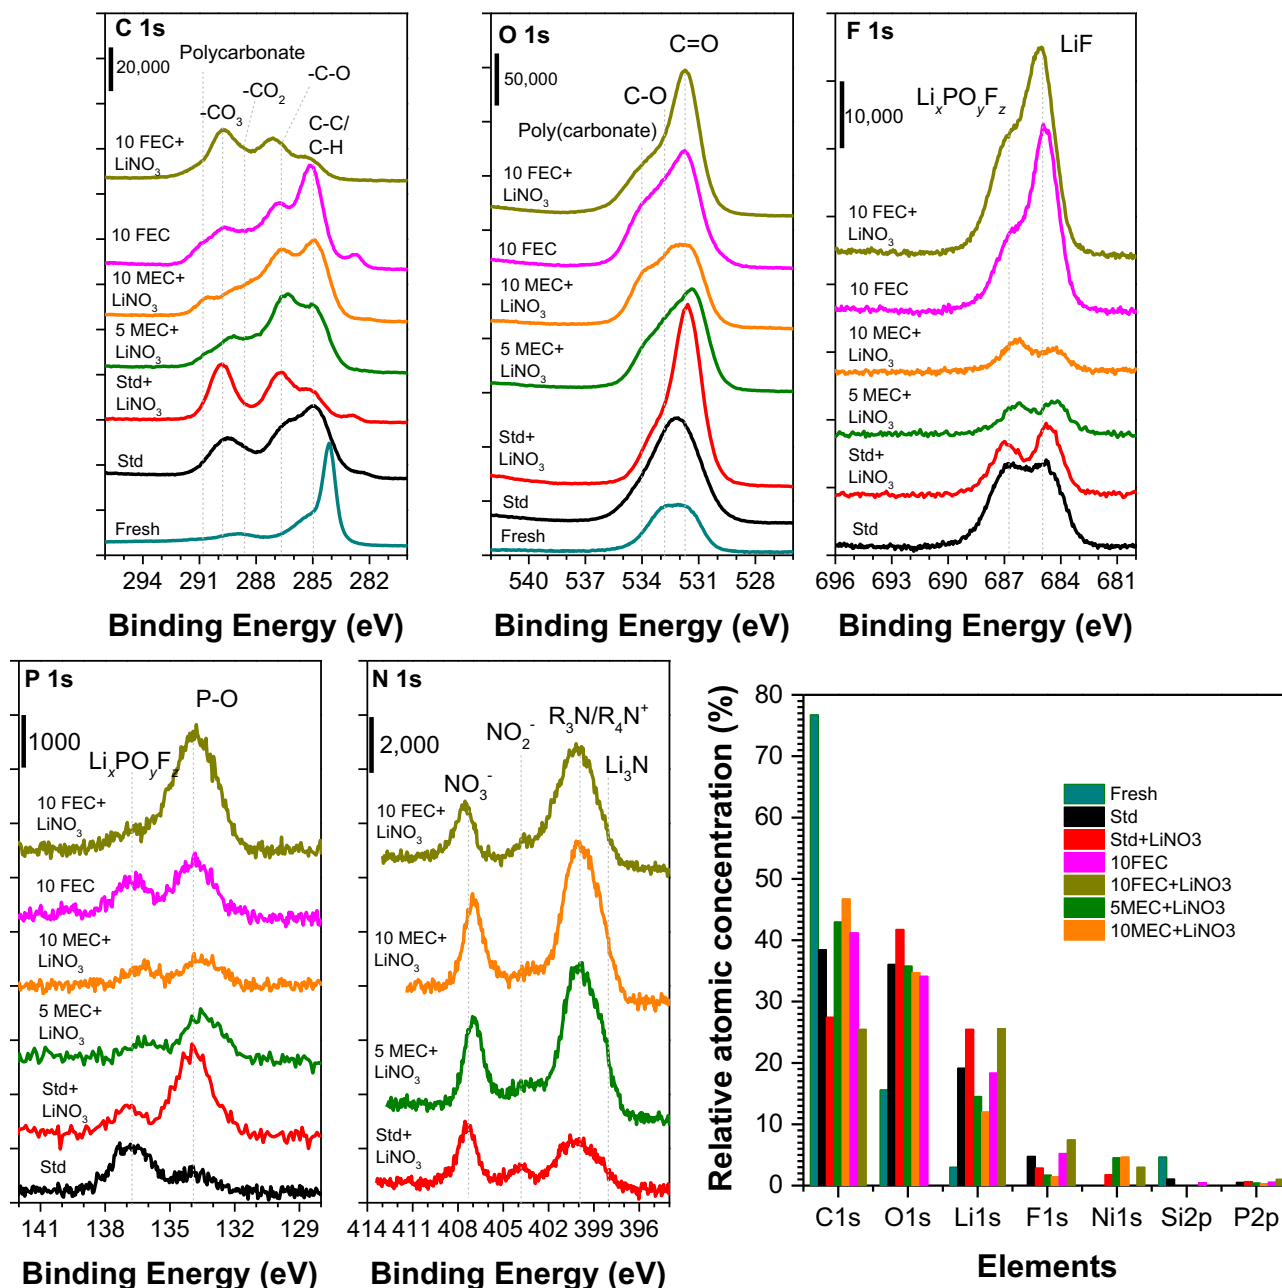 C 1s
Polycarbonate
20,000
-C-O
-CO2
-CO3
C-C/
C-H
10 FEC+
LiNO3
10 FEC
10 MEC+
LiNO3
5 MEC+
LiNO3
Std+
LiNO3
Std
Fresh
294 291 288 285 282
Binding Energy (eV)
O 1s
C=O
50,000
C-O
Poly(carbonate)
10 FEC+
LiNO3
10 FEC
10 MEC+
LiNO3
5 MEC+
LiNO3
Std+
LiNO3
Std
Fresh
540 537 534 531 528
Binding Energy (eV)
F 1s
LiF
LixPOyFz
10,000
10 FEC+
LiNO3
10 FEC
10 MEC+
LiNO3
5 MEC+
LiNO3
Std+
LiNO3
Std
696 693 690 687 684 681
Binding Energy (eV)
P 1s
P-O
1000
LixPOyFz
10 FEC+
LiNO3
10 FEC
10 MEC+
LiNO3
5 MEC+
LiNO3
Std+
LiNO3
Std
141 138 135 132 129
Binding Energy (eV)
N 1s
R3N/R4N+
NO2-
2,000
Li3N
NO3-
10 FEC+
LiNO3
10 MEC+
LiNO3
5 MEC+
LiNO3
Std+
LiNO3
414 411 408 405 402 399 396
Binding Energy (eV)
Relative atomic concentration (%)
80
70
60
50
40
30
20
10
0
Fresh
Std
Std+LiNO3
10FEC
10FEC+LiNO3
5MEC+LiNO3
10MEC+LiNO3
C1s O1s Li1s F1s Ni1s Si2p P2p
Elements